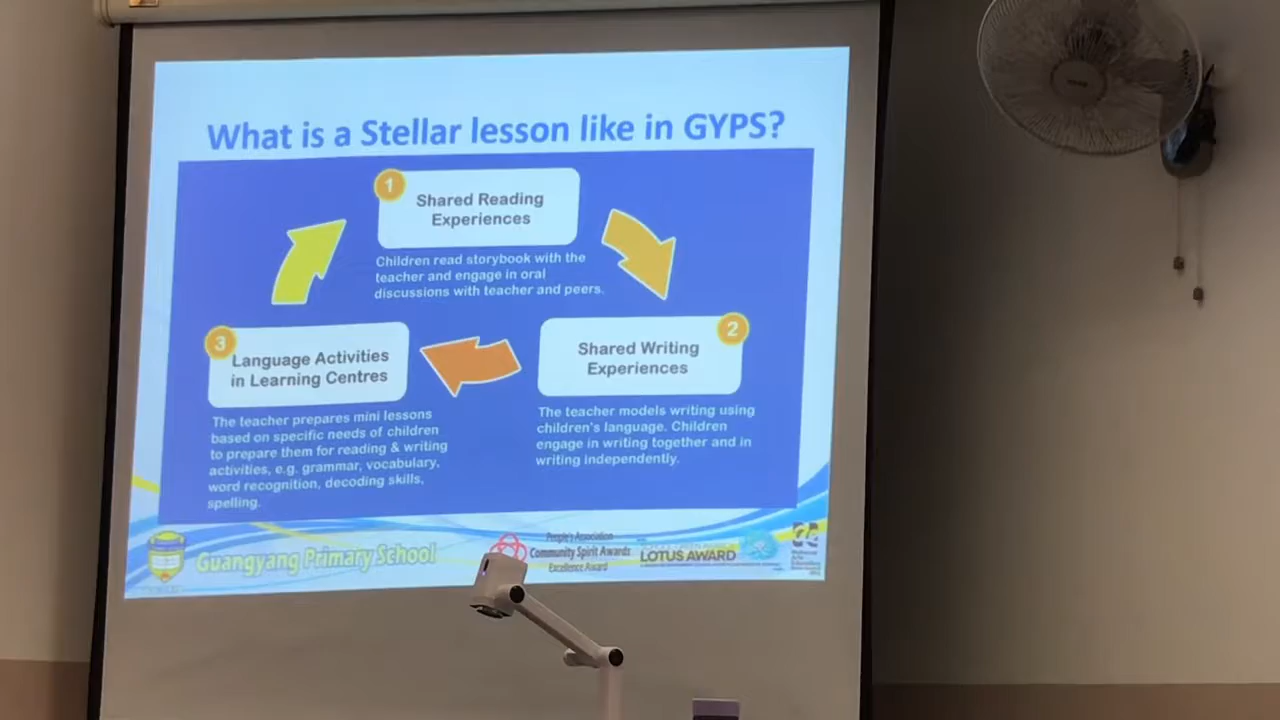 What is a Stellar lesson like in GYPS?
1
Shared Reading
Experiences
Children read storybook with the
teacher and engage in oral
discussions with teacher and peers.
2
Shared Writing
Experiences
The teacher models writing using
children's language. Children
engage in writing together and in
writing independently.
3
Language Activities
in Learning Centres
The teacher prepares mini lessons
based on specific needs of children
to prepare them for reading & writing
activities, e.g. grammar, vocabulary,
word recognition, decoding skills,
spelling.
Guangyang Primary School
People's Association
Community Spirit Awards
Excellence Award
LOTUS AWARD